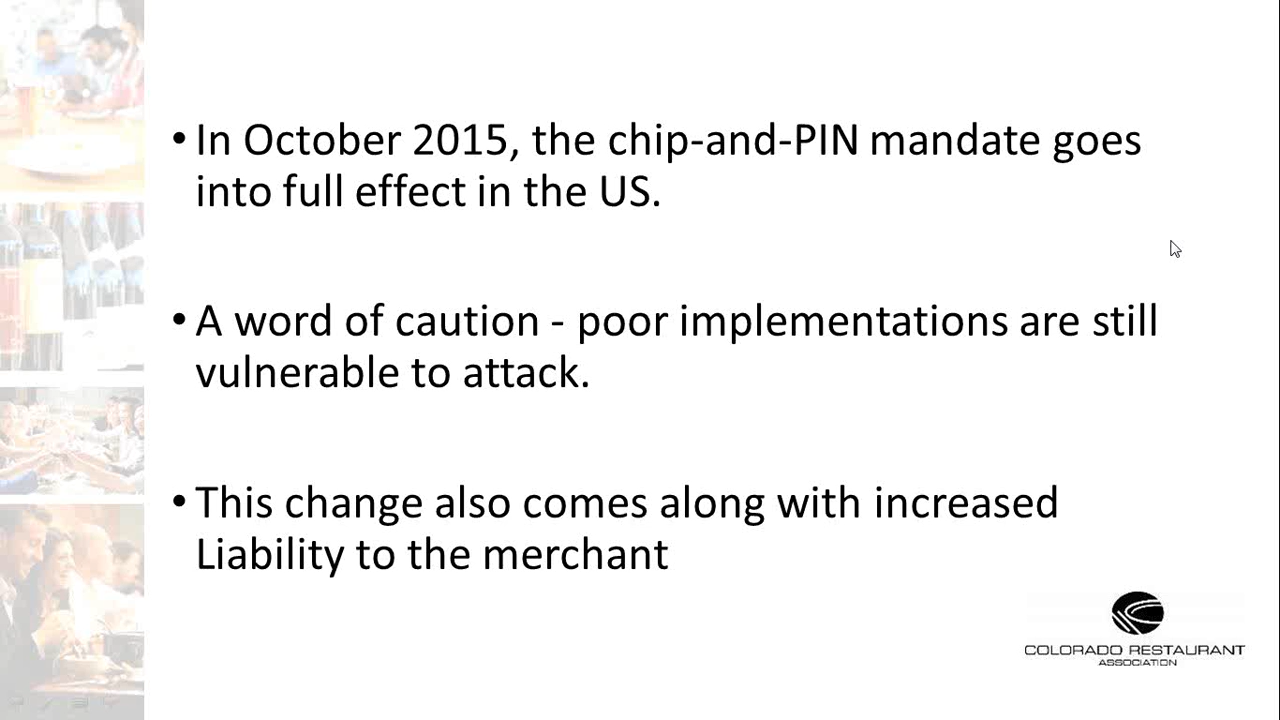 • In October 2015, the chip-and-PIN mandate goes
into full effect in the US.
• A word of caution - poor implementations are still
vulnerable to attack.
• This change also comes along with increased
Liability to the merchant
COLORADO RESTAURANT
ASSOCIATION